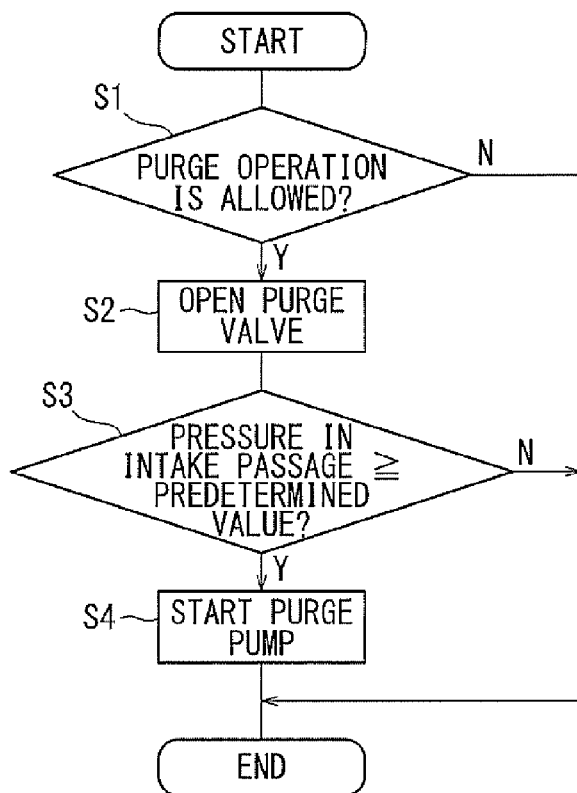 START
S1
PURGE OPERATION
IS ALLOWED?
N
Y
S2
OPEN PURGE
VALVE
S3
PRESSURE IN
INTAKE PASSAGE ≧
PREDETERMINED
VALUE?
N
Y
S4
START PURGE
PUMP
END